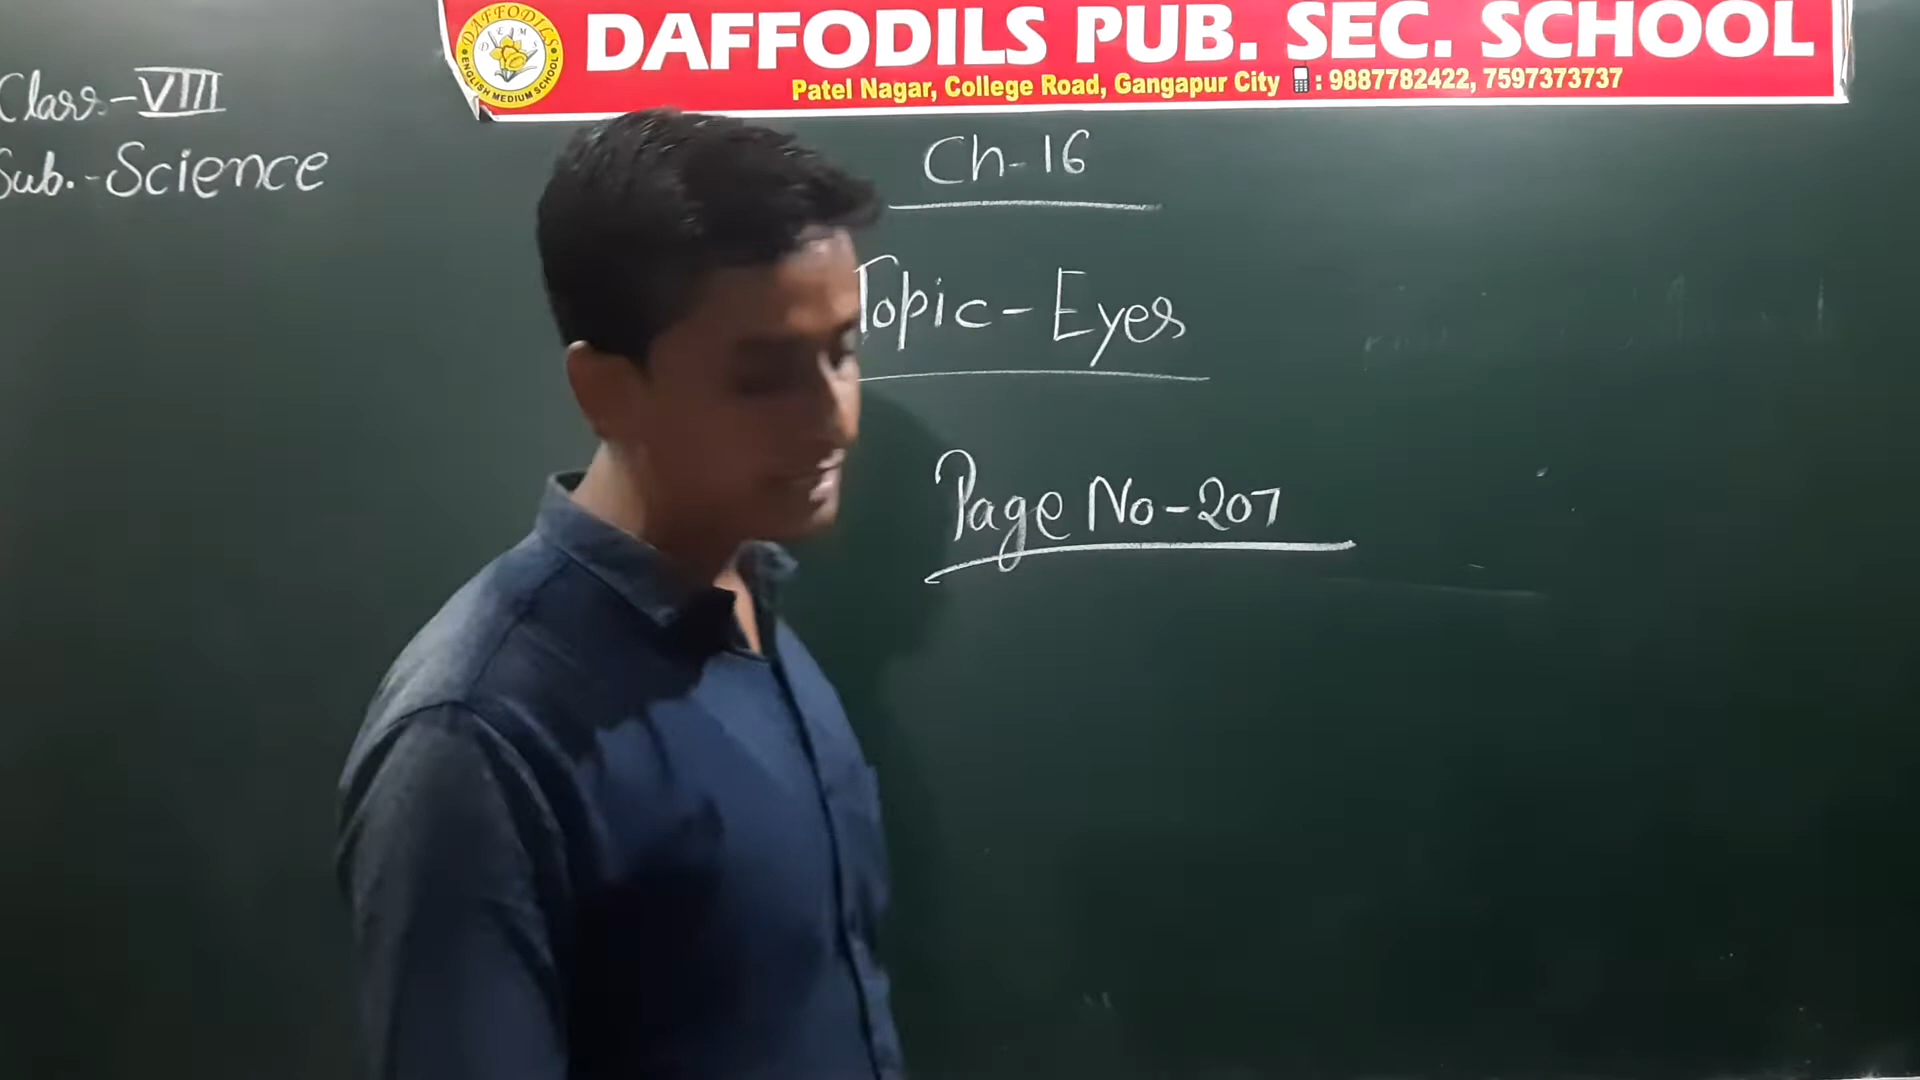 DAFFODILS PUB. SEC. SCHOOL
Patel Nagar, College Road, Gangapur City : 9887782422, 7597373737
DAFFODILS
D E M S
ENGLISH MEDIUM SCHOOL
Class-VIII
Sub.-Science
Ch-16
Topic-Eyes
Page No-207